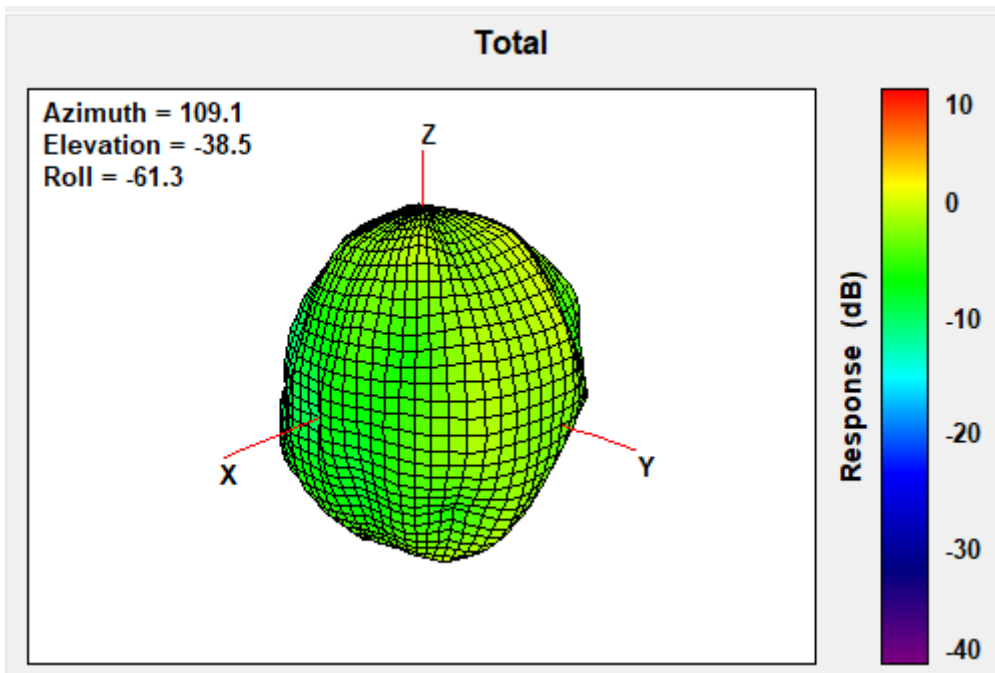 Total
Azimuth = 109.1
Elevation = -38.5
Roll = -61.3
Z
X
Y
Response (dB)
10
0
-10
-20
-30
-40